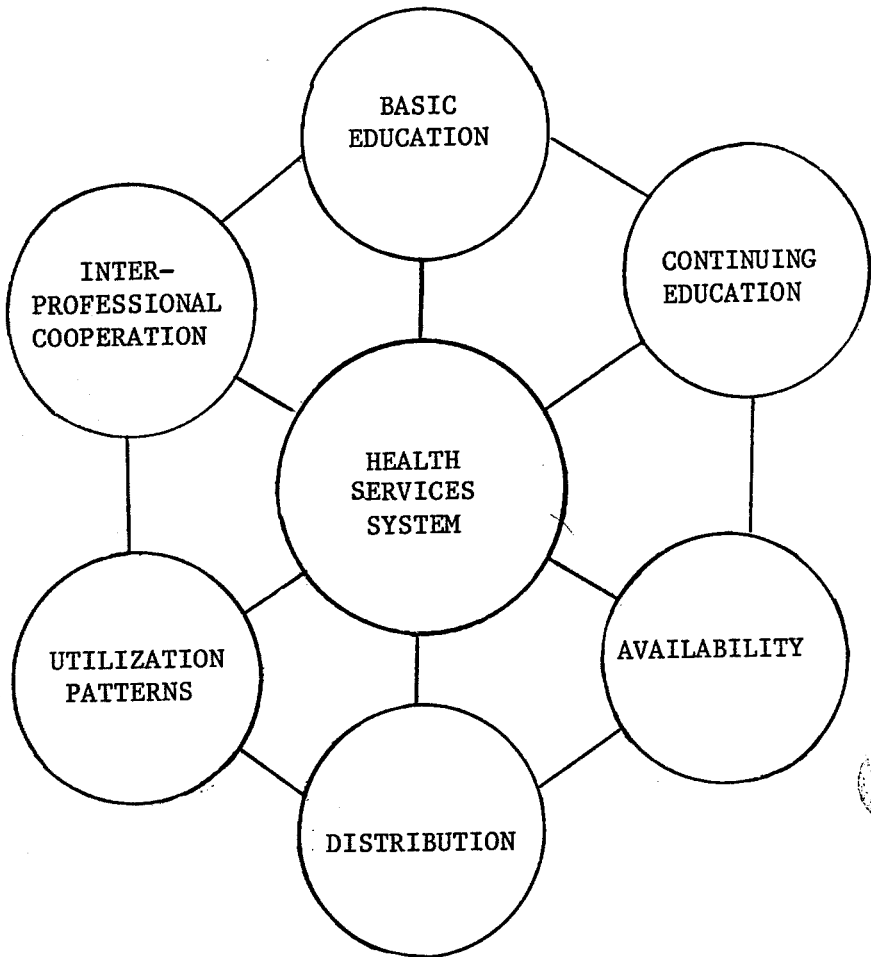 BASIC
EDUCATION
INTER-
PROFESSIONAL
COOPERATION
CONTINUING
EDUCATION
HEALTH
SERVICES
SYSTEM
UTILIZATION
PATTERNS
AVAILABILITY
DISTRIBUTION